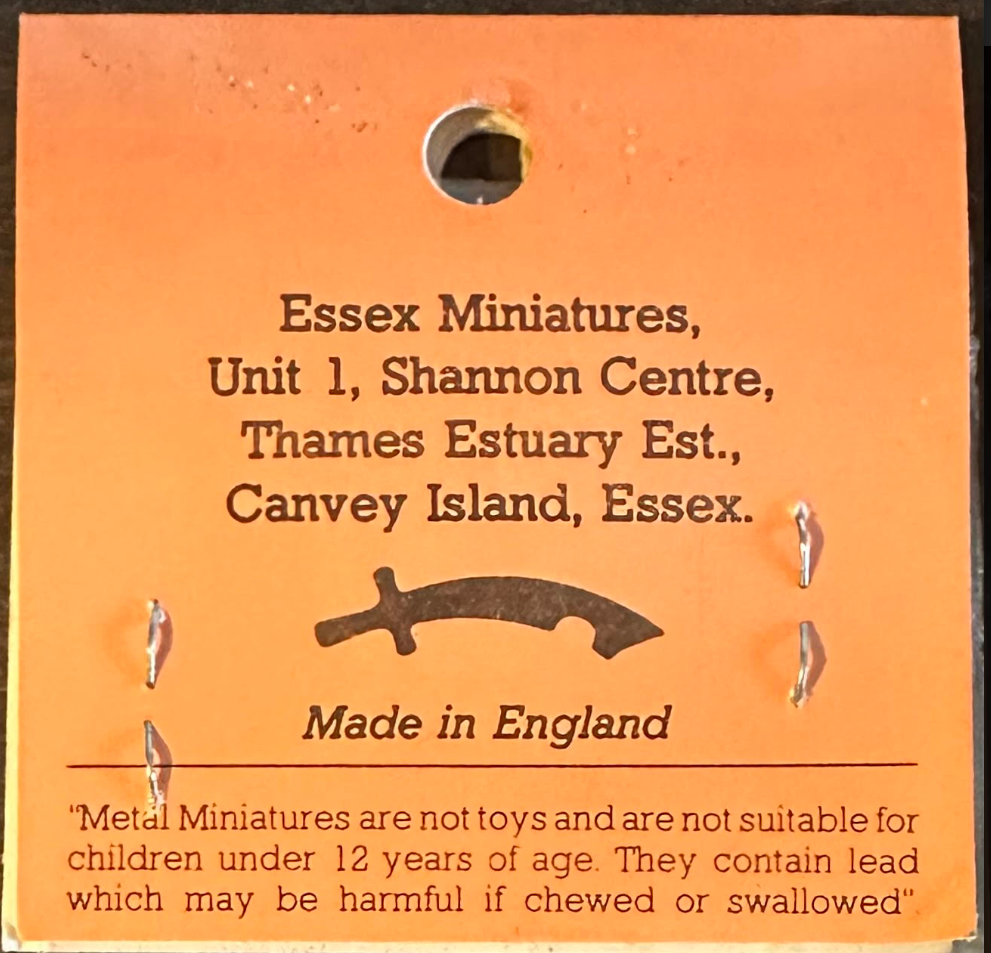 Essex Miniatures,
Unit 1, Shannon Centre,
Thames Estuary Est.,
Canvey Island, Essex.
Made in England
"Metal Miniatures are not toys and are not suitable for
children under 12 years of age. They contain lead
which may be harmful if chewed or swallowed"